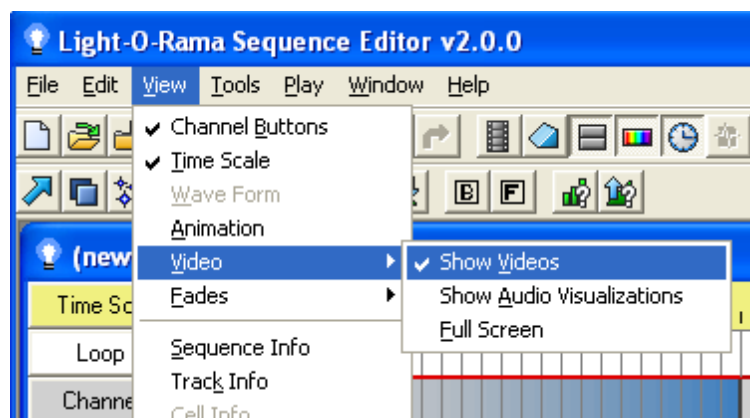 Light-O-Rama Sequence Editor v2.0.0
File Edit View Tools Play Window Help
Channel Buttons
Time Scale
Wave Form
B F
Animation
(new
Video
Show Videos
Time Sc
Fades
Show Audio Visualizations
Full Screen
Loop
Sequence Info
Track Info
Channe
Cell Info